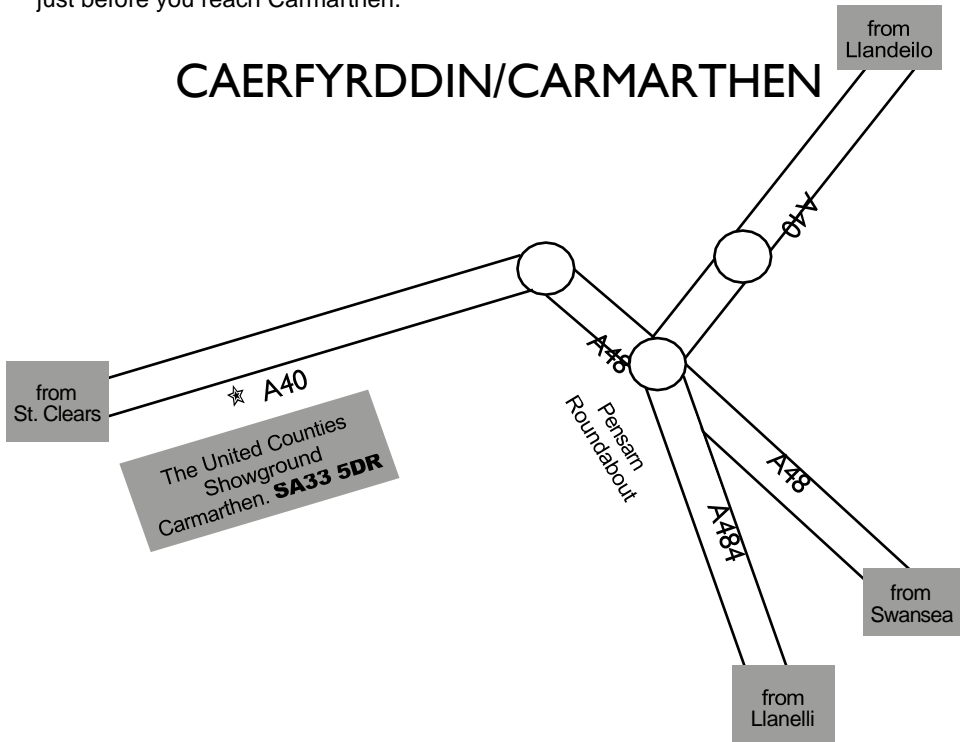 just before you reach Carmarthen.
from
Llandeilo
CAERFYRDDIN/CARMARTHEN
A40
A48
from
St. Clears
A40
The United Counties
Showground
Carmarthen. SA33 5DR
Pensarn
Roundabout
A48
A484
from
Swansea
from
Llanelli